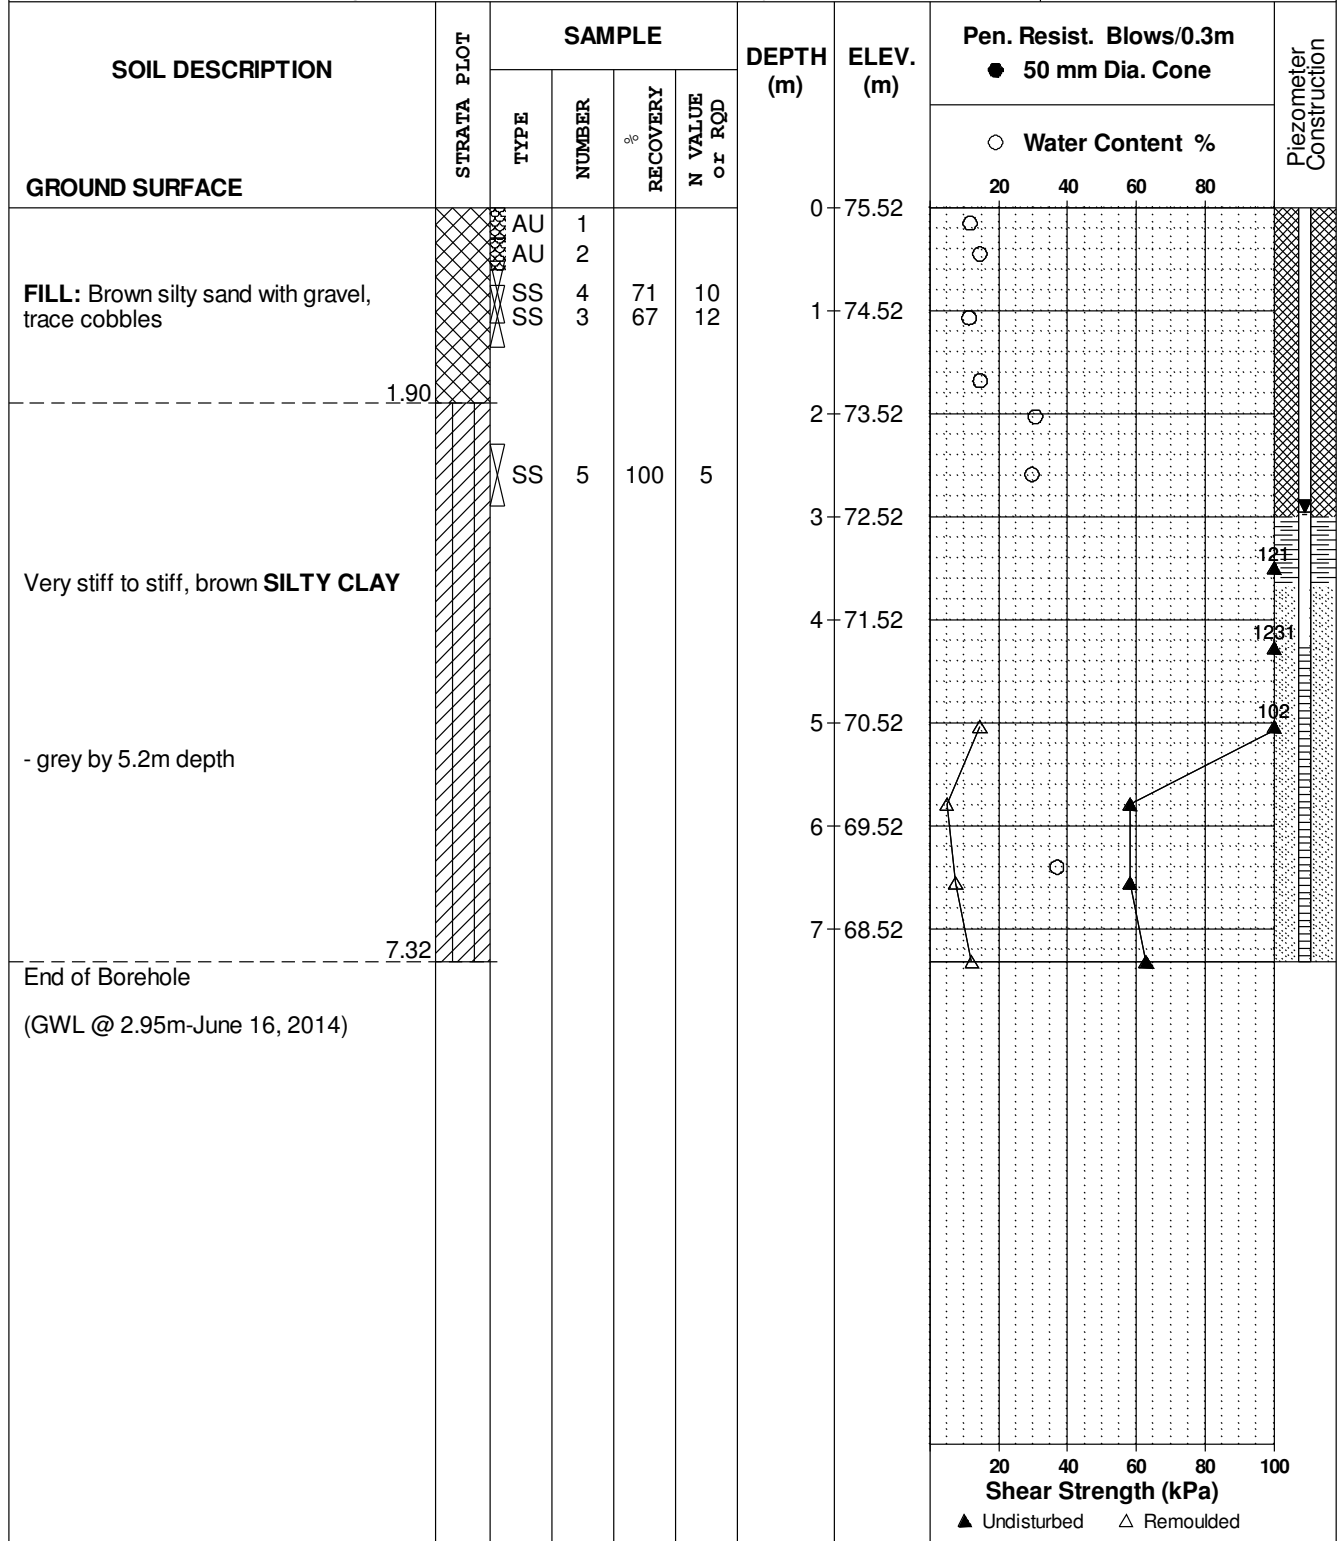 SOIL DESCRIPTION
GROUND SURFACE
STRATA PLOT
SAMPLE
TYPE
NUMBER
%
RECOVERY
N VALUE
or RQD
DEPTH
(m)
ELEV.
(m)
Pen. Resist. Blows/0.3m
● 50 mm Dia. Cone
○ Water Content %
20 40 60 80
Piezometer
Construction
0 75.52
AU 1
AU 2
FILL: Brown silty sand with gravel,
trace cobbles
SS 4 71 10
SS 3 67 12
1 74.52
1.90
2 73.52
SS 5 100 5
3 72.52
121
Very stiff to stiff, brown SILTY CLAY
4 71.52
1231
102
5 70.52
- grey by 5.2m depth
6 69.52
7 68.52
7.32
End of Borehole
(GWL @ 2.95m-June 16, 2014)
20 40 60 80 100
Shear Strength (kPa)
▲ Undisturbed △ Remoulded